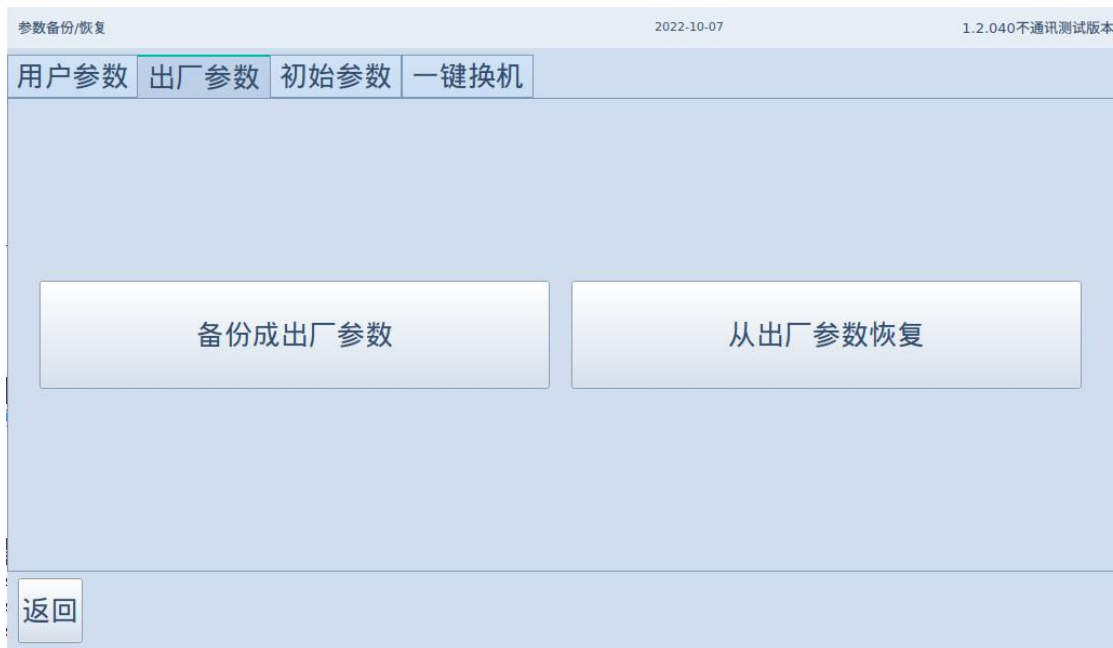 参数备份/恢复 2022-10-07 1.2.040不通讯测试版本
用户参数 出厂参数 初始参数 一键换机
备份成出厂参数 从出厂参数恢复
返回